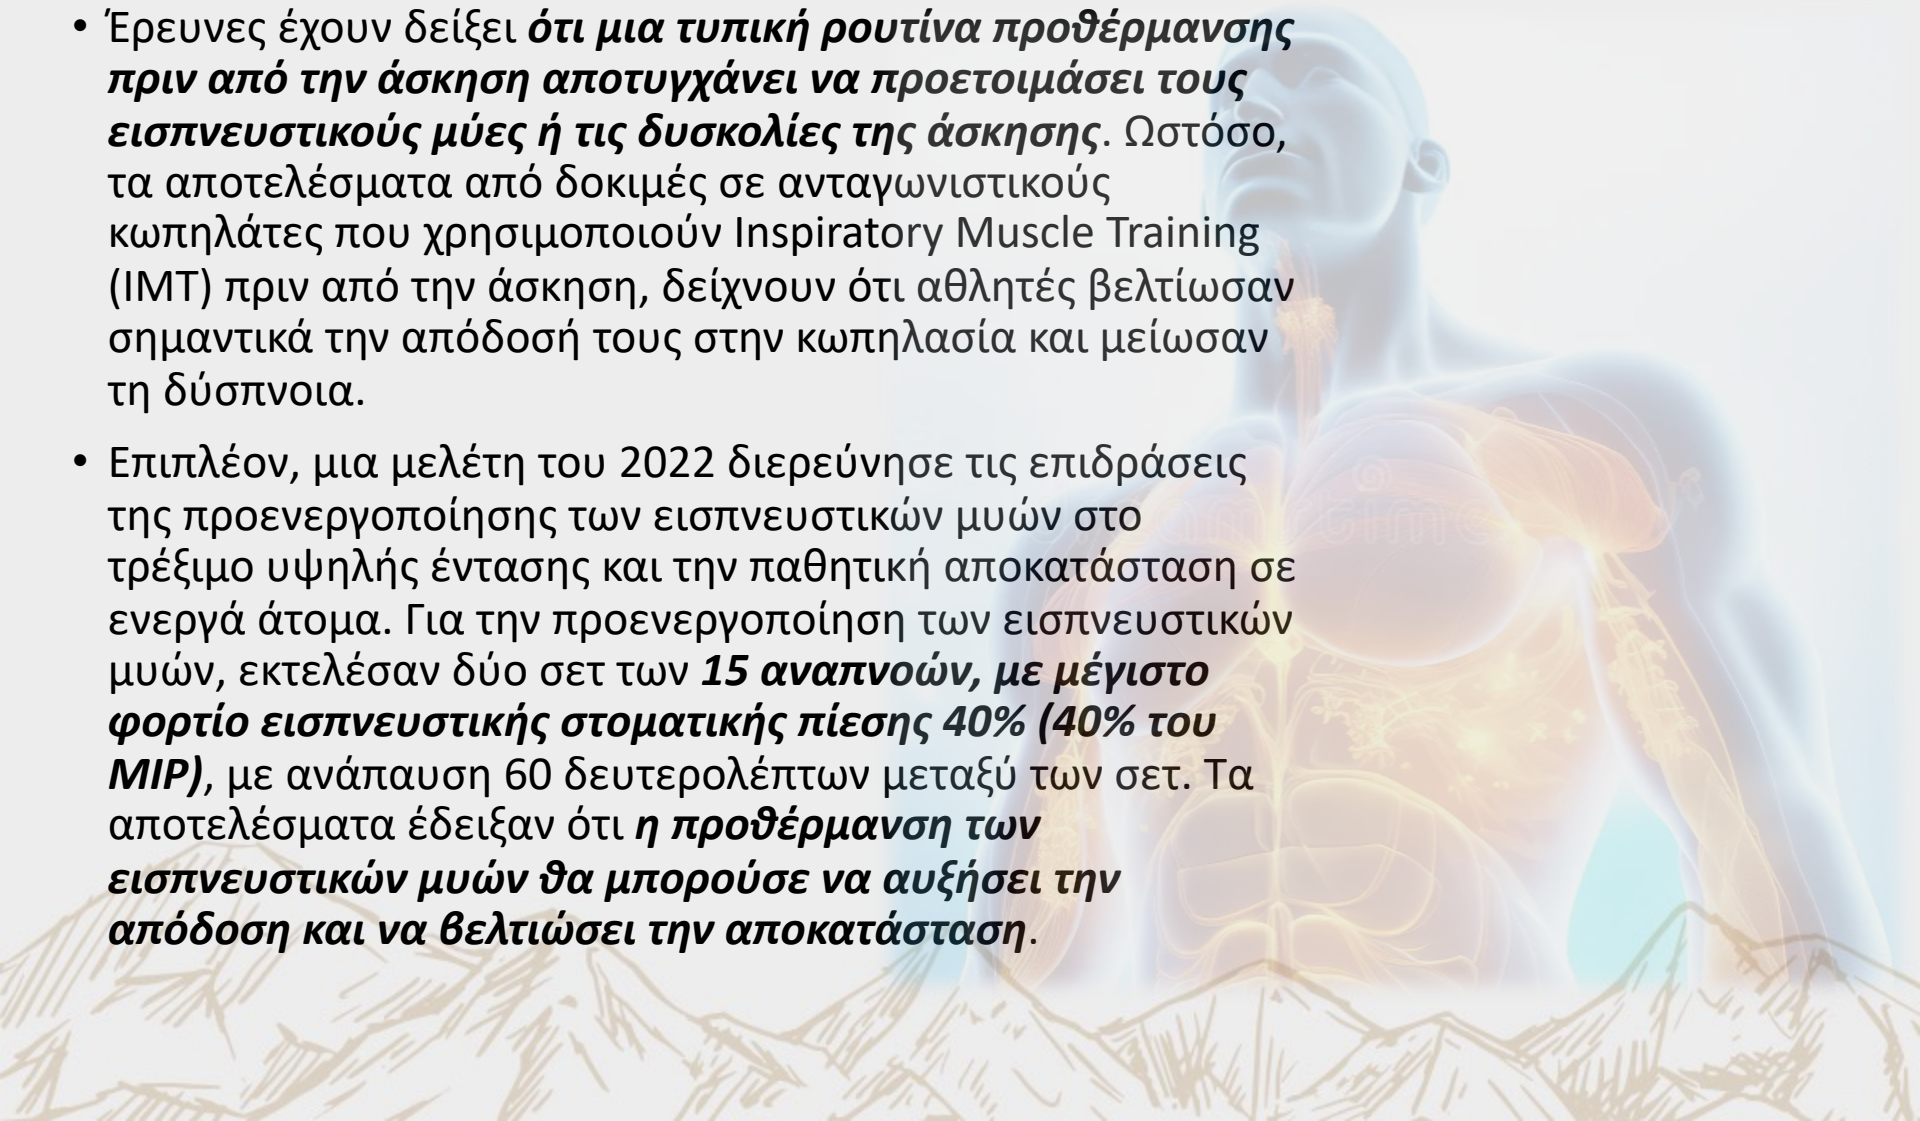 • Έρευνες έχουν δείξει ότι μια τυπική ρουτίνα προθέρμανσης
πριν από την άσκηση αποτυγχάνει να προετοιμάσει τους
εισπνευστικούς μύες ή τις δυσκολίες της άσκησης. Ωστόσο,
τα αποτελέσματα από δοκιμές σε ανταγωνιστικούς
κωπηλάτες που χρησιμοποιούν Inspiratory Muscle Training
(IMT) πριν από την άσκηση, δείχνουν ότι αθλητές βελτίωσαν
σημαντικά την απόδοσή τους στην κωπηλασία και μείωσαν
τη δύσπνοια.
• Επιπλέον, μια μελέτη του 2022 διερεύνησε τις επιδράσεις
της προενεργοποίησης των εισπνευστικών μυών στο
τρέξιμο υψηλής έντασης και την παθητική αποκατάσταση σε
ενεργά άτομα. Για την προενεργοποίηση των εισπνευστικών
μυών, εκτελέσαν δύο σετ των 15 αναπνοών, με μέγιστο
φορτίο εισπνευστικής στοματικής πίεσης 40% (40% του
MIP), με ανάπαυση 60 δευτερολέπτων μεταξύ των σετ. Τα
αποτελέσματα έδειξαν ότι η προθέρμανση των
εισπνευστικών μυών θα μπορούσε να αυξήσει την
απόδοση και να βελτιώσει την αποκατάσταση.